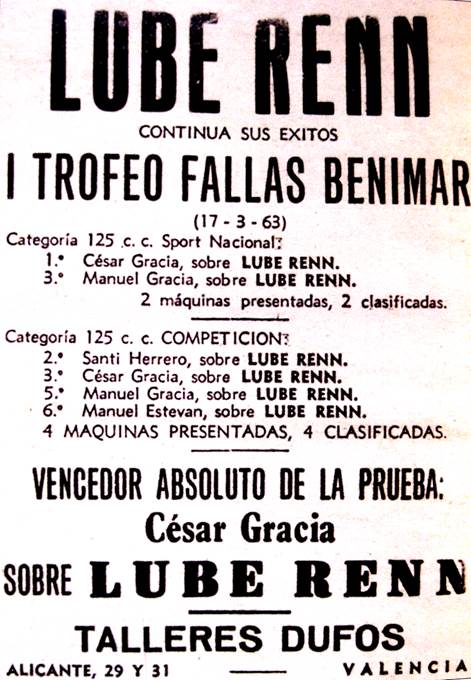 LUBE RENN
CONTINUA SUS EXITOS
I TROFEO FALLAS BENIMAR
(17 - 3 - 63)
Categoría 125 c. c. Sport Nacional:
1.º César Gracia, sobre LUBE RENN.
3.º Manuel Gracia, sobre LUBE RENN.
2 máquinas presentadas, 2 clasificadas.
Categoría 125 c. c. COMPETICION:
2.º Santi Herrero, sobre LUBE RENN.
3.º César Gracia, sobre LUBE RENN.
5.º Manuel Gracia, sobre LUBE RENN.
6.º Manuel Estevan, sobre LUBE RENN.
4 MAQUINAS PRESENTADAS, 4 CLASIFICADAS.
VENCEDOR ABSOLUTO DE LA PRUEBA:
César Gracia
SOBRE LUBE RENN
TALLERES DUFOS
ALICANTE, 29 Y 31 — VALENCIA